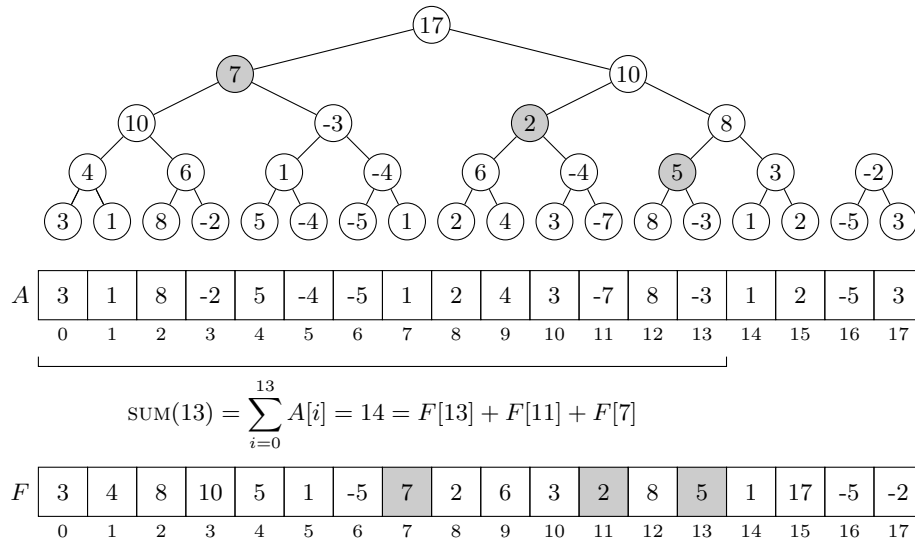 17
7 10
10 -3 2 8
4 6 1 -4 6 -4 5 3 -2
3 1 8 -2 5 -4 -5 1 2 4 3 -7 8 -3 1 2 -5 3
A 3 1 8 -2 5 -4 -5 1 2 4 3 -7 8 -3 1 2 -5 3
0 1 2 3 4 5 6 7 8 9 10 11 12 13 14 15 16 17
SUM(13) = ∑_{i=0}^{13} A[i] = 14 = F[13] + F[11] + F[7]
F 3 4 8 10 5 1 -5 7 2 6 3 2 8 5 1 17 -5 -2
0 1 2 3 4 5 6 7 8 9 10 11 12 13 14 15 16 17